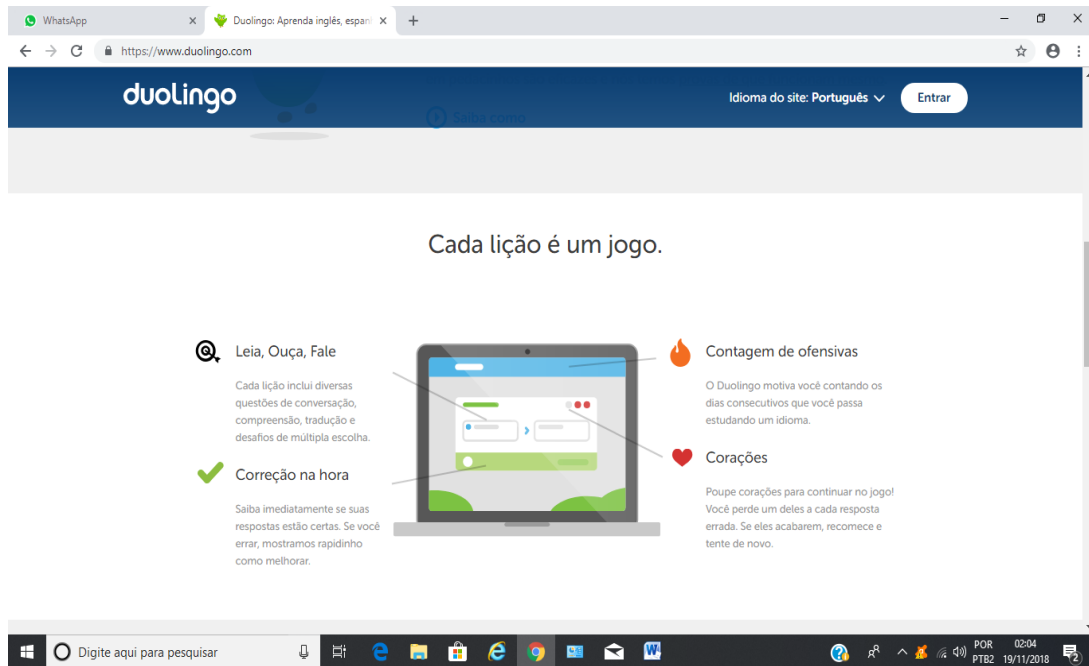 WhatsApp
Duolingo: Aprenda inglês, espanh
https://www.duolingo.com
duolingo
Idioma do site: Português
Entrar
Saiba como
Cada lição é um jogo.
Leia, Ouça, Fale
Cada lição inclui diversas
questões de conversação,
compreensão, tradução e
desafios de múltipla escolha.
Correção na hora
Saiba imediatamente se suas
respostas estão certas. Se você
errar, mostramos rapidinho
como melhorar.
Contagem de ofensivas
O Duolingo motiva você contando os
dias consecutivos que você passa
estudando um idioma.
Corações
Poupe corações para continuar no jogo!
Você perde um deles a cada resposta
errada. Se eles acabarem, recomece e
tente de novo.
Digite aqui para pesquisar
POR
PTB2
02:04
19/11/2018
2